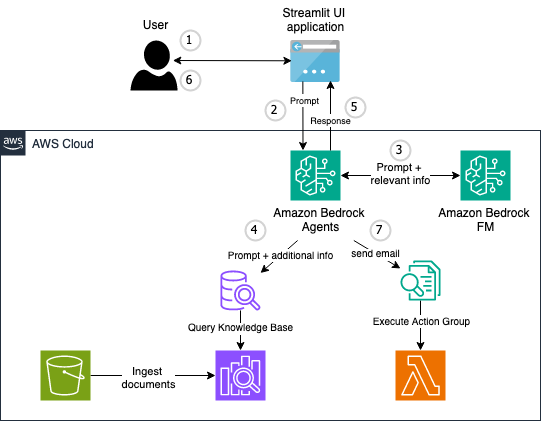 Streamlit UI
application
User
1
6
2
Prompt
5
Response
aws
AWS Cloud
3
Prompt +
relevant info
Amazon Bedrock
Agents
Amazon Bedrock
FM
4
7
Prompt + additional info
send email
Query Knowledge Base
Execute Action Group
Ingest
documents